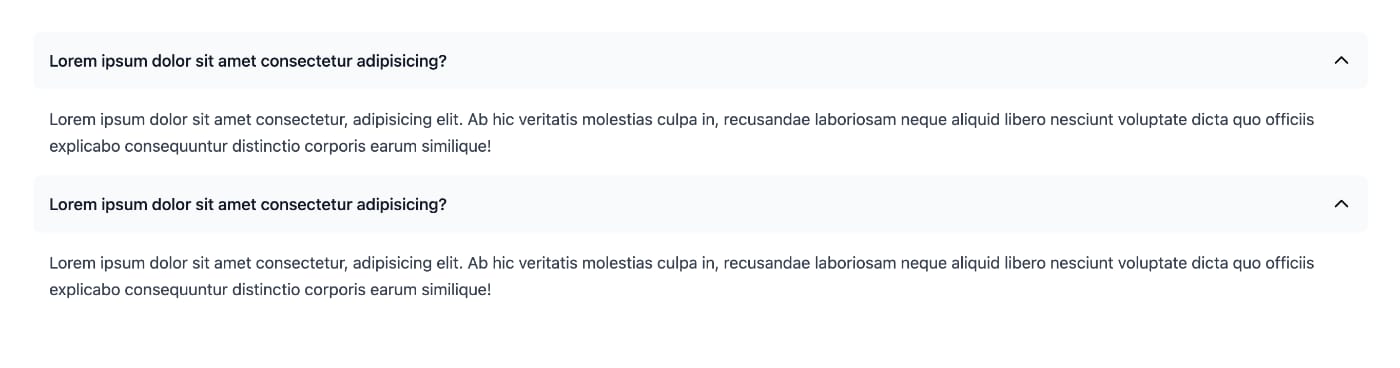 Lorem ipsum dolor sit amet consectetur adipisicing?
Lorem ipsum dolor sit amet consectetur, adipisicing elit. Ab hic veritatis molestias culpa in, recusandae laboriosam neque aliquid libero nesciunt voluptate dicta quo officiis
explicabo consequuntur distinctio corporis earum similique!
Lorem ipsum dolor sit amet consectetur adipisicing?
Lorem ipsum dolor sit amet consectetur, adipisicing elit. Ab hic veritatis molestias culpa in, recusandae laboriosam neque aliquid libero nesciunt voluptate dicta quo officiis
explicabo consequuntur distinctio corporis earum similique!